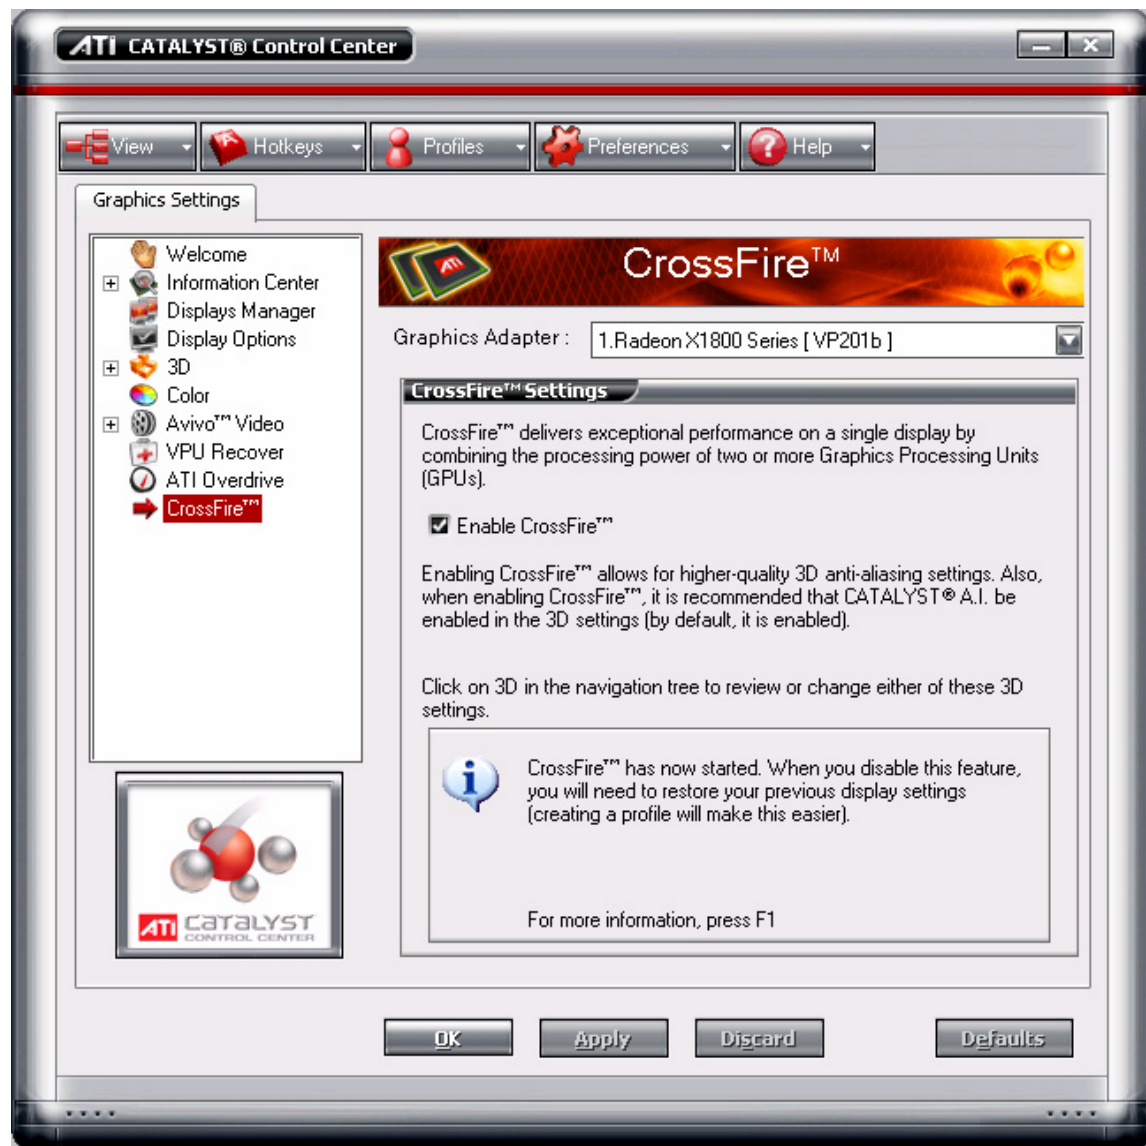 ATI CATALYST® Control Center
View Hotkeys Profiles Preferences Help
Graphics Settings
Welcome
Information Center
Displays Manager
Display Options
3D
Color
Avivo™ Video
VPU Recover
ATI Overdrive
CrossFire™
ATI
CATALYST
CONTROL CENTER
ATI
CrossFire™
Graphics Adapter :
1.Radeon X1800 Series [ VP201b ]
CrossFire™ Settings
CrossFire™ delivers exceptional performance on a single display by
combining the processing power of two or more Graphics Processing Units
(GPUs).
Enable CrossFire™
Enabling CrossFire™ allows for higher-quality 3D anti-aliasing settings. Also,
when enabling CrossFire™, it is recommended that CATALYST® A.I. be
enabled in the 3D settings (by default, it is enabled).
Click on 3D in the navigation tree to review or change either of these 3D
settings.
CrossFire™ has now started. When you disable this feature,
you will need to restore your previous display settings
(creating a profile will make this easier).
For more information, press F1
OK Apply Discard Defaults